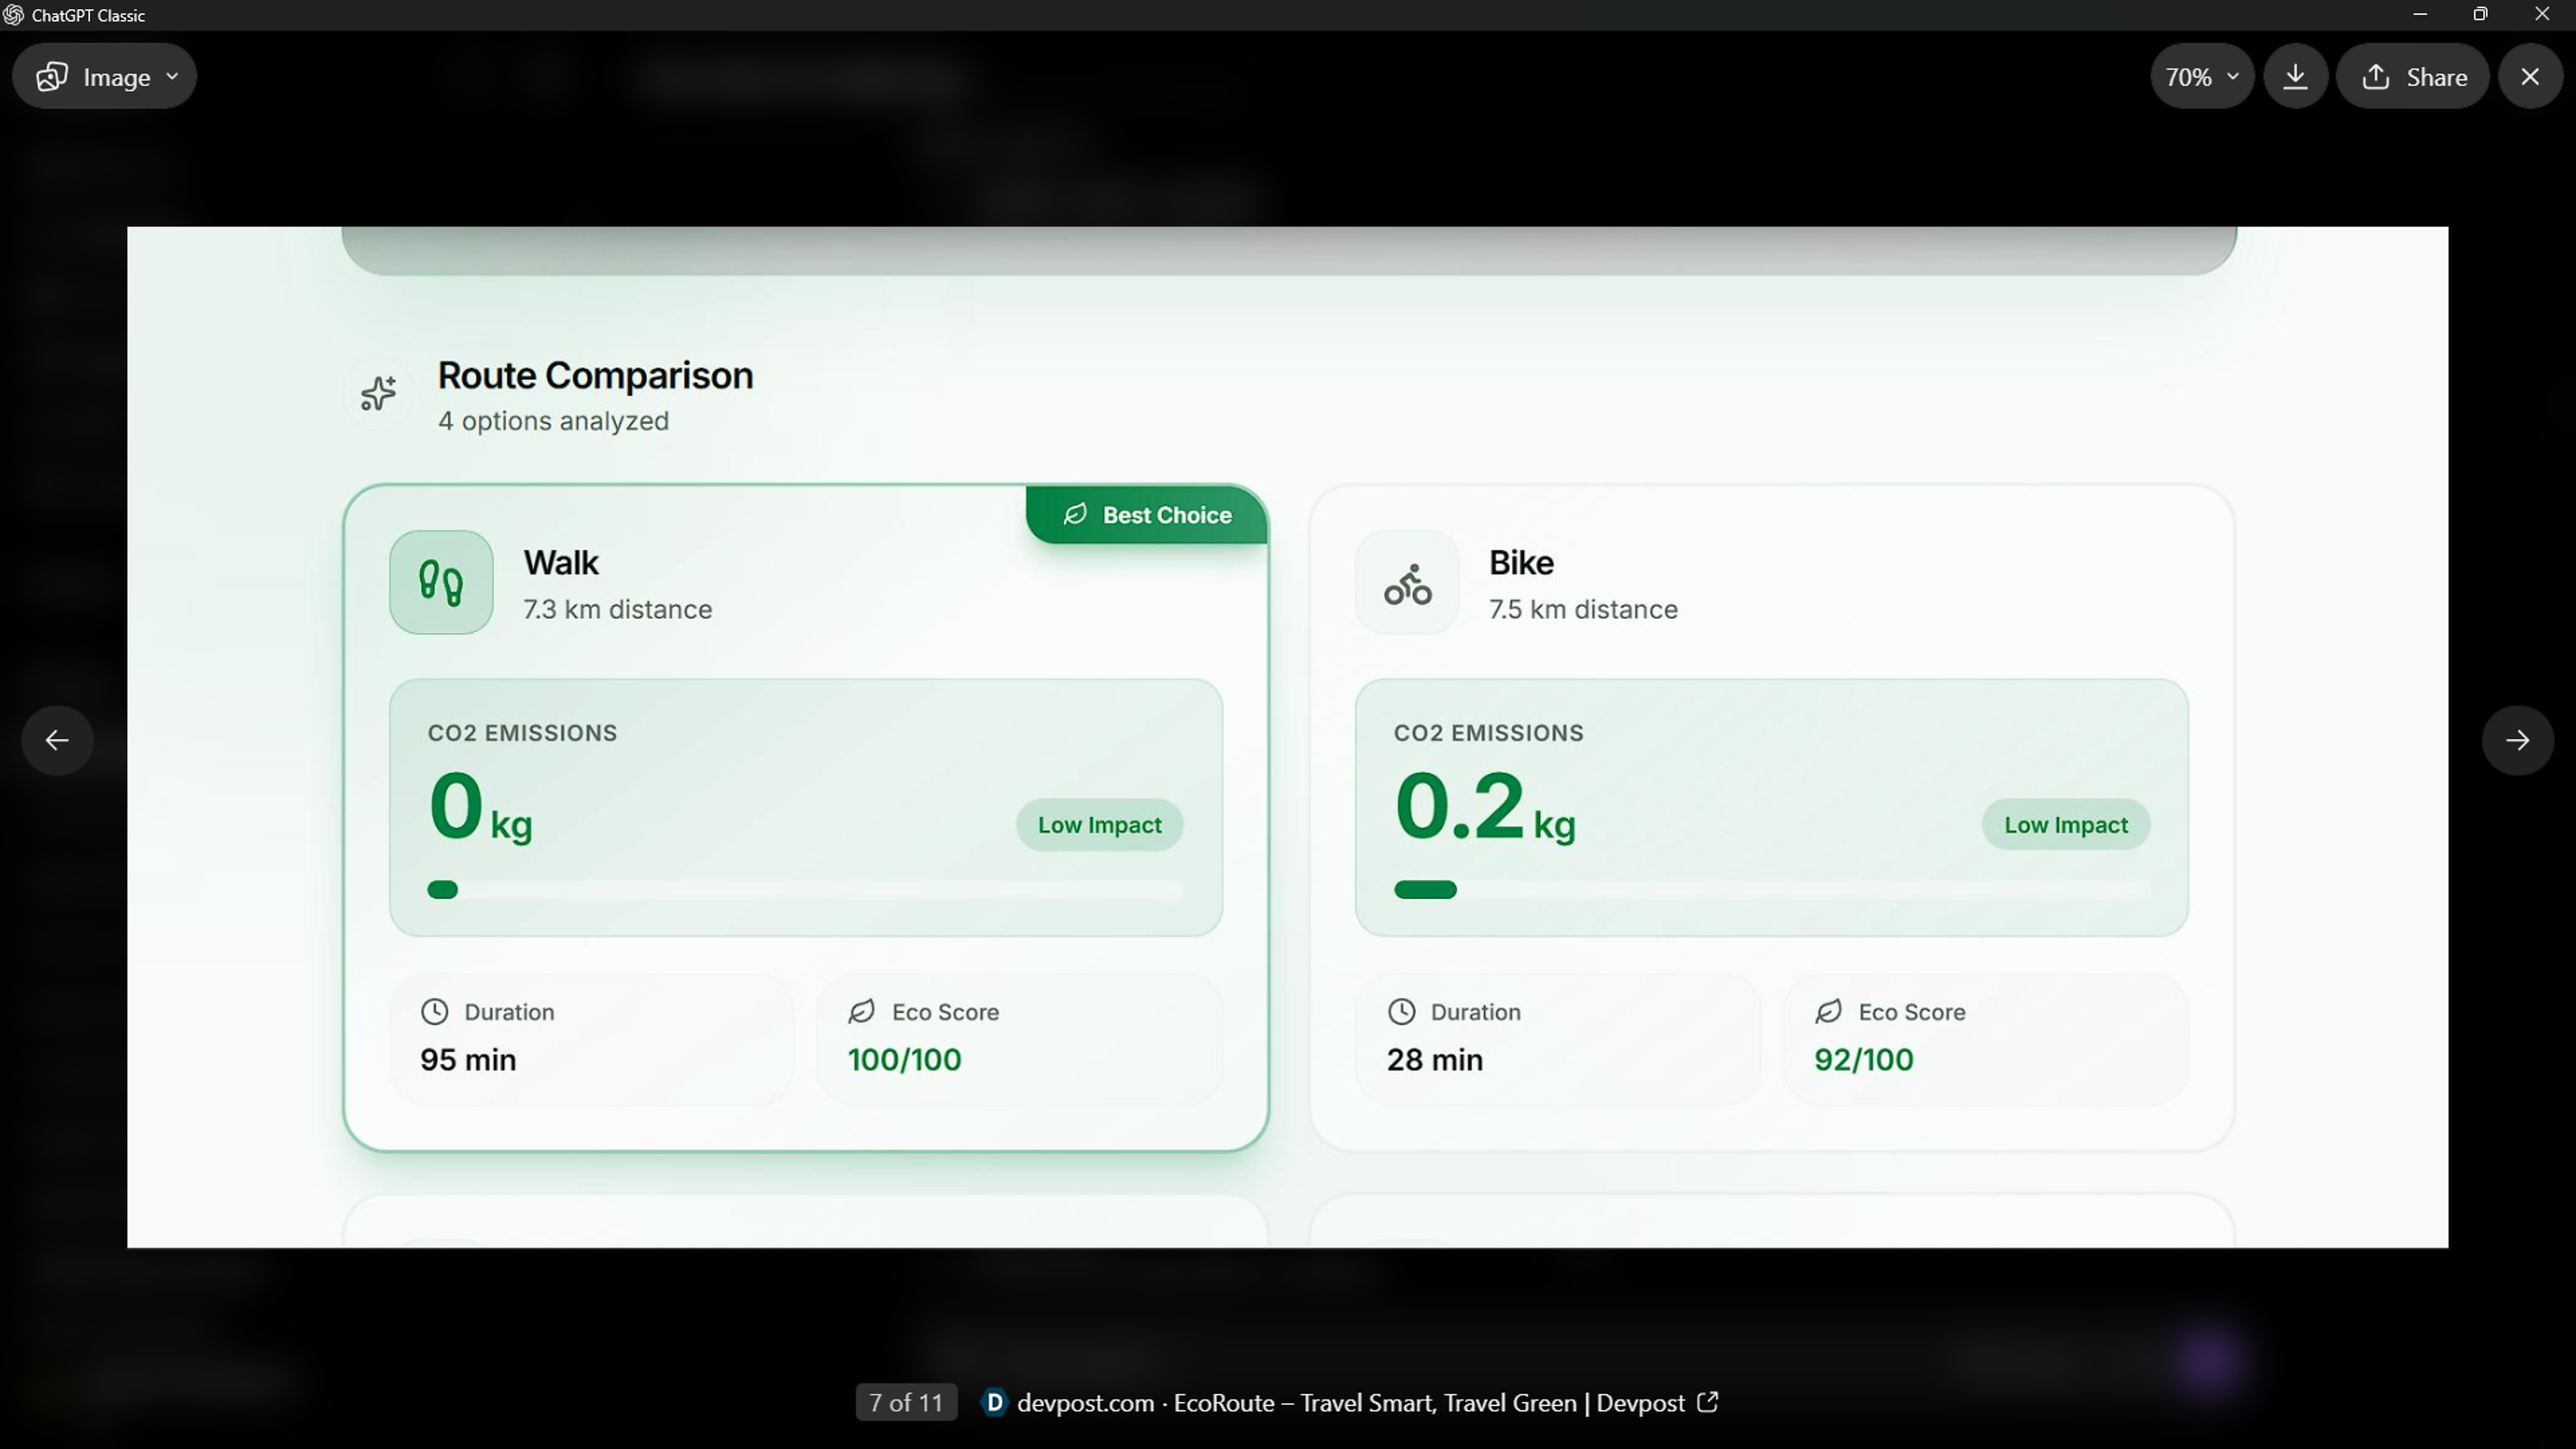 ChatGPT Classic
Image
70%
Share
Route Comparison
4 options analyzed
Best Choice
Walk
7.3 km distance
CO2 EMISSIONS
0 kg
Low Impact
Duration
95 min
Eco Score
100/100
Bike
7.5 km distance
CO2 EMISSIONS
0.2 kg
Low Impact
Duration
28 min
Eco Score
92/100
7 of 11
D devpost.com · EcoRoute – Travel Smart, Travel Green | Devpost